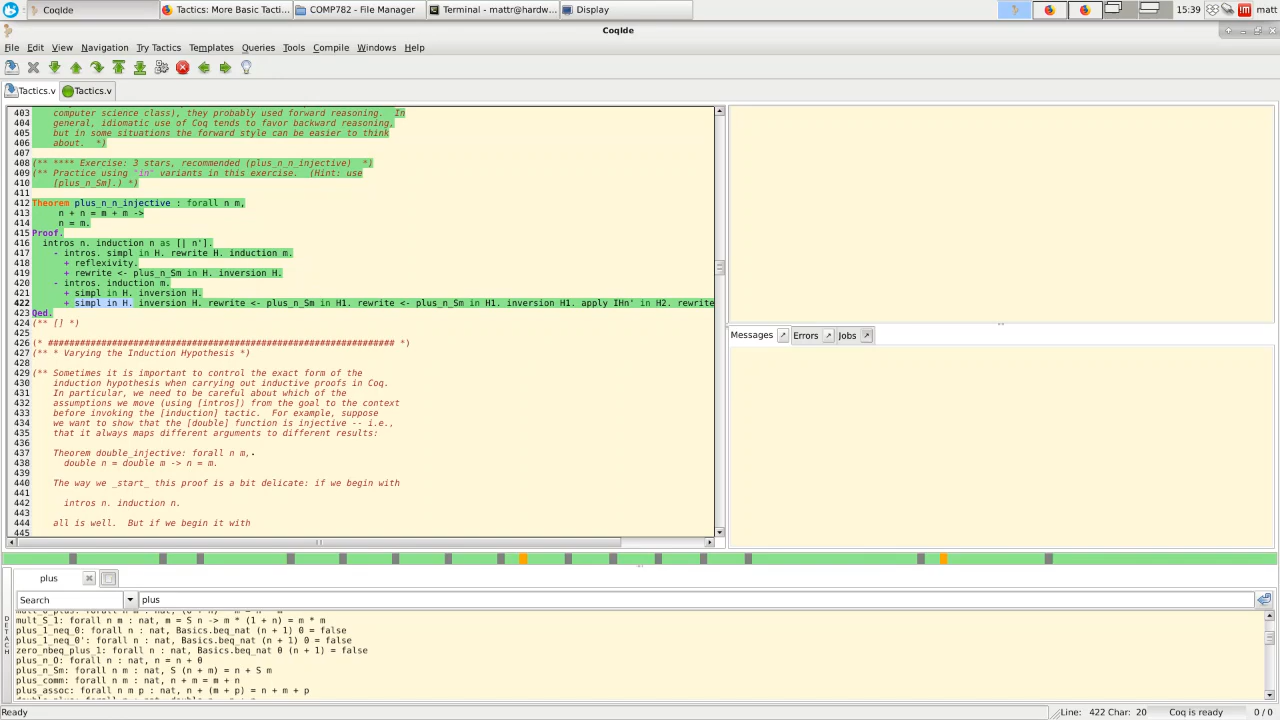 CoqIde
Tactics: More Basic Tacti...
COMP782 - File Manager
Terminal - mattr@hardw...
Display
15:39
matt
CoqIde
File Edit View Navigation Try Tactics Templates Queries Tools Compile Windows Help
Tactics.v
Tactics.v
403 computer science class), they probably used forward reasoning. In
404 general, idiomatic use of Coq tends to favor backward reasoning,
405 but in some situations the forward style can be easier to think
406 about. *)
407
408 (** **** Exercise: 3 stars, recommended (plus_n_n_injective) *)
409 (** Practice using "in" variants in this exercise. (Hint: use
410 [plus_n_Sm].) *)
411
412 Theorem plus_n_n_injective : forall n m,
413 n + n = m + m ->
414 n = m.
415 Proof.
416 intros n. induction n as [| n'].
417 - intros. simpl in H. rewrite H. induction m.
418 + reflexivity.
419 + rewrite <- plus_n_Sm in H. inversion H.
420 - intros. induction m.
421 + simpl in H. inversion H.
422 + simpl in H. inversion H. rewrite <- plus_n_Sm in H1. rewrite <- plus_n_Sm in H1. inversion H1. apply IHn' in H2. rewrite
423 Qed.
424 (** [] *)
425
426 (* ################################################################# *)
427 (** * Varying the Induction Hypothesis *)
428
429 (** Sometimes it is important to control the exact form of the
430 induction hypothesis when carrying out inductive proofs in Coq.
431 In particular, we need to be careful about which of the
432 assumptions we move (using [intros]) from the goal to the context
433 before invoking the [induction] tactic. For example, suppose
434 we want to show that the [double] function is injective -- i.e.,
435 that it always maps different arguments to different results:
436
437 Theorem double_injective: forall n m,
438 double n = double m -> n = m.
439
440 The way we _start_ this proof is a bit delicate: if we begin with
441
442 intros n. induction n.
443
444 all is well. But if we begin it with
445
Messages Errors Jobs
plus
DETACH
Search plus
mult_S_1: forall n m : nat, m = S n -> m * (1 + n) = m * m
plus_1_neq_0: forall n : nat, Basics.beq_nat (n + 1) 0 = false
plus_1_neq_0': forall n : nat, Basics.beq_nat (n + 1) 0 = false
zero_nbeq_plus_1: forall n : nat, Basics.beq_nat 0 (n + 1) = false
plus_n_O: forall n : nat, n = n + 0
plus_n_Sm: forall n m : nat, S (n + m) = n + S m
plus_comm: forall n m : nat, n + m = m + n
plus_assoc: forall n m p : nat, n + (m + p) = n + m + p
Ready
Line: 422 Char: 20
Coq is ready
0 / 0